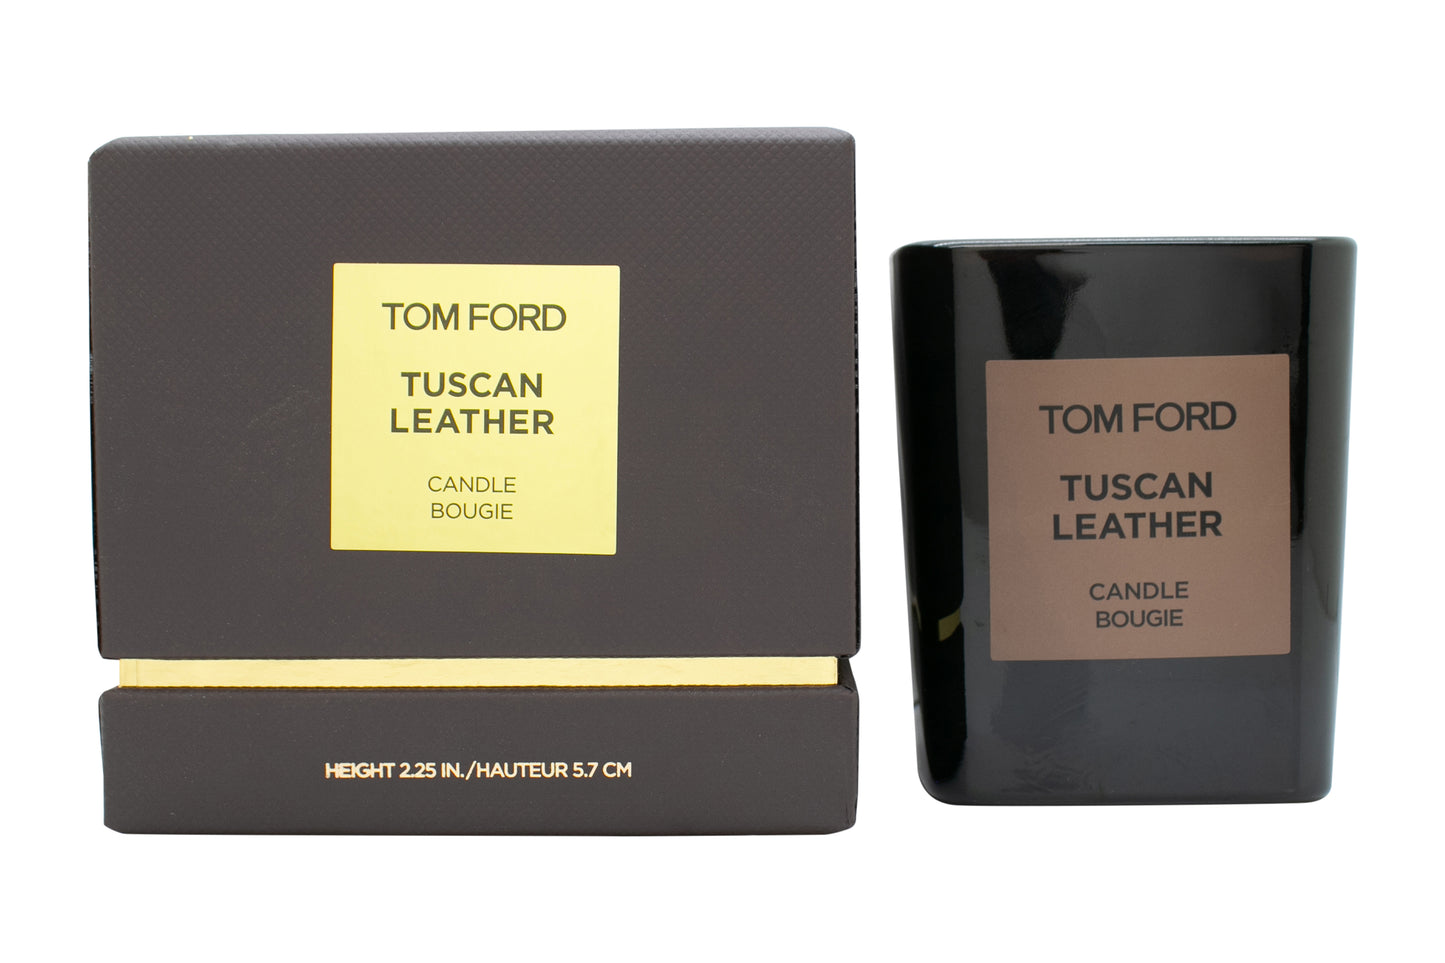 TOM FORD
TUSCAN
LEATHER
CANDLE
BOUGIE
HEIGHT 2.25 IN./HAUTEUR 5.7 CM
TOM FORD
TUSCAN
LEATHER
CANDLE
BOUGIE